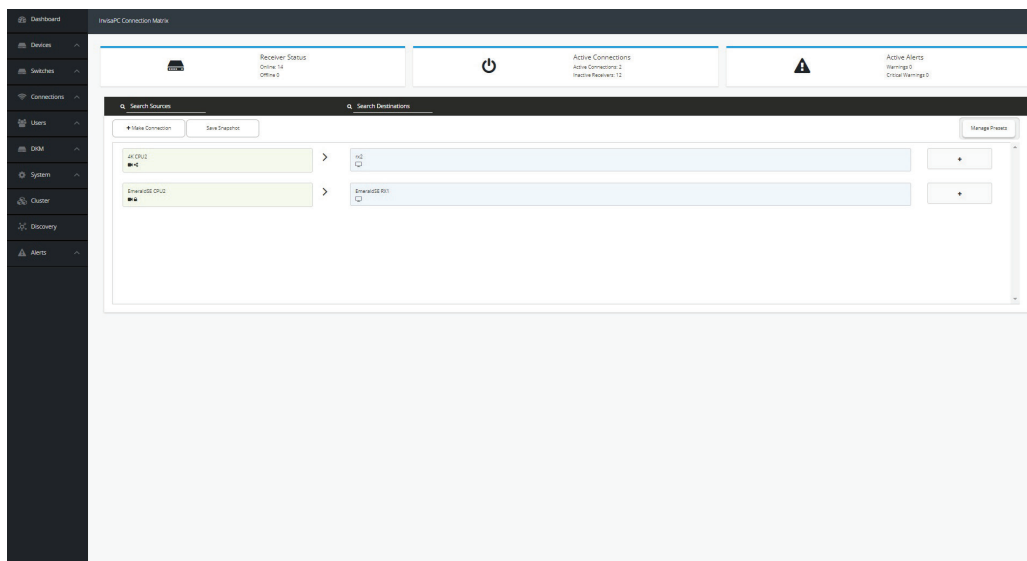 Dashboard
InvisaPC Connection Matrix
Devices
Switches
Connections
Users
DKM
System
Cluster
Discovery
Alerts
Receiver Status
Online: 14
Offline 0
Active Connections
Active Connections: 2
Inactive Receivers: 12
Active Alerts
Warnings 0
Critical Warnings 0
Search Sources
Search Destinations
+ Make Connection
Save Snapshot
Manage Presets
4K CPU2
rx2
+
EmeraldSE CPU2
EmeraldSE RX1
+